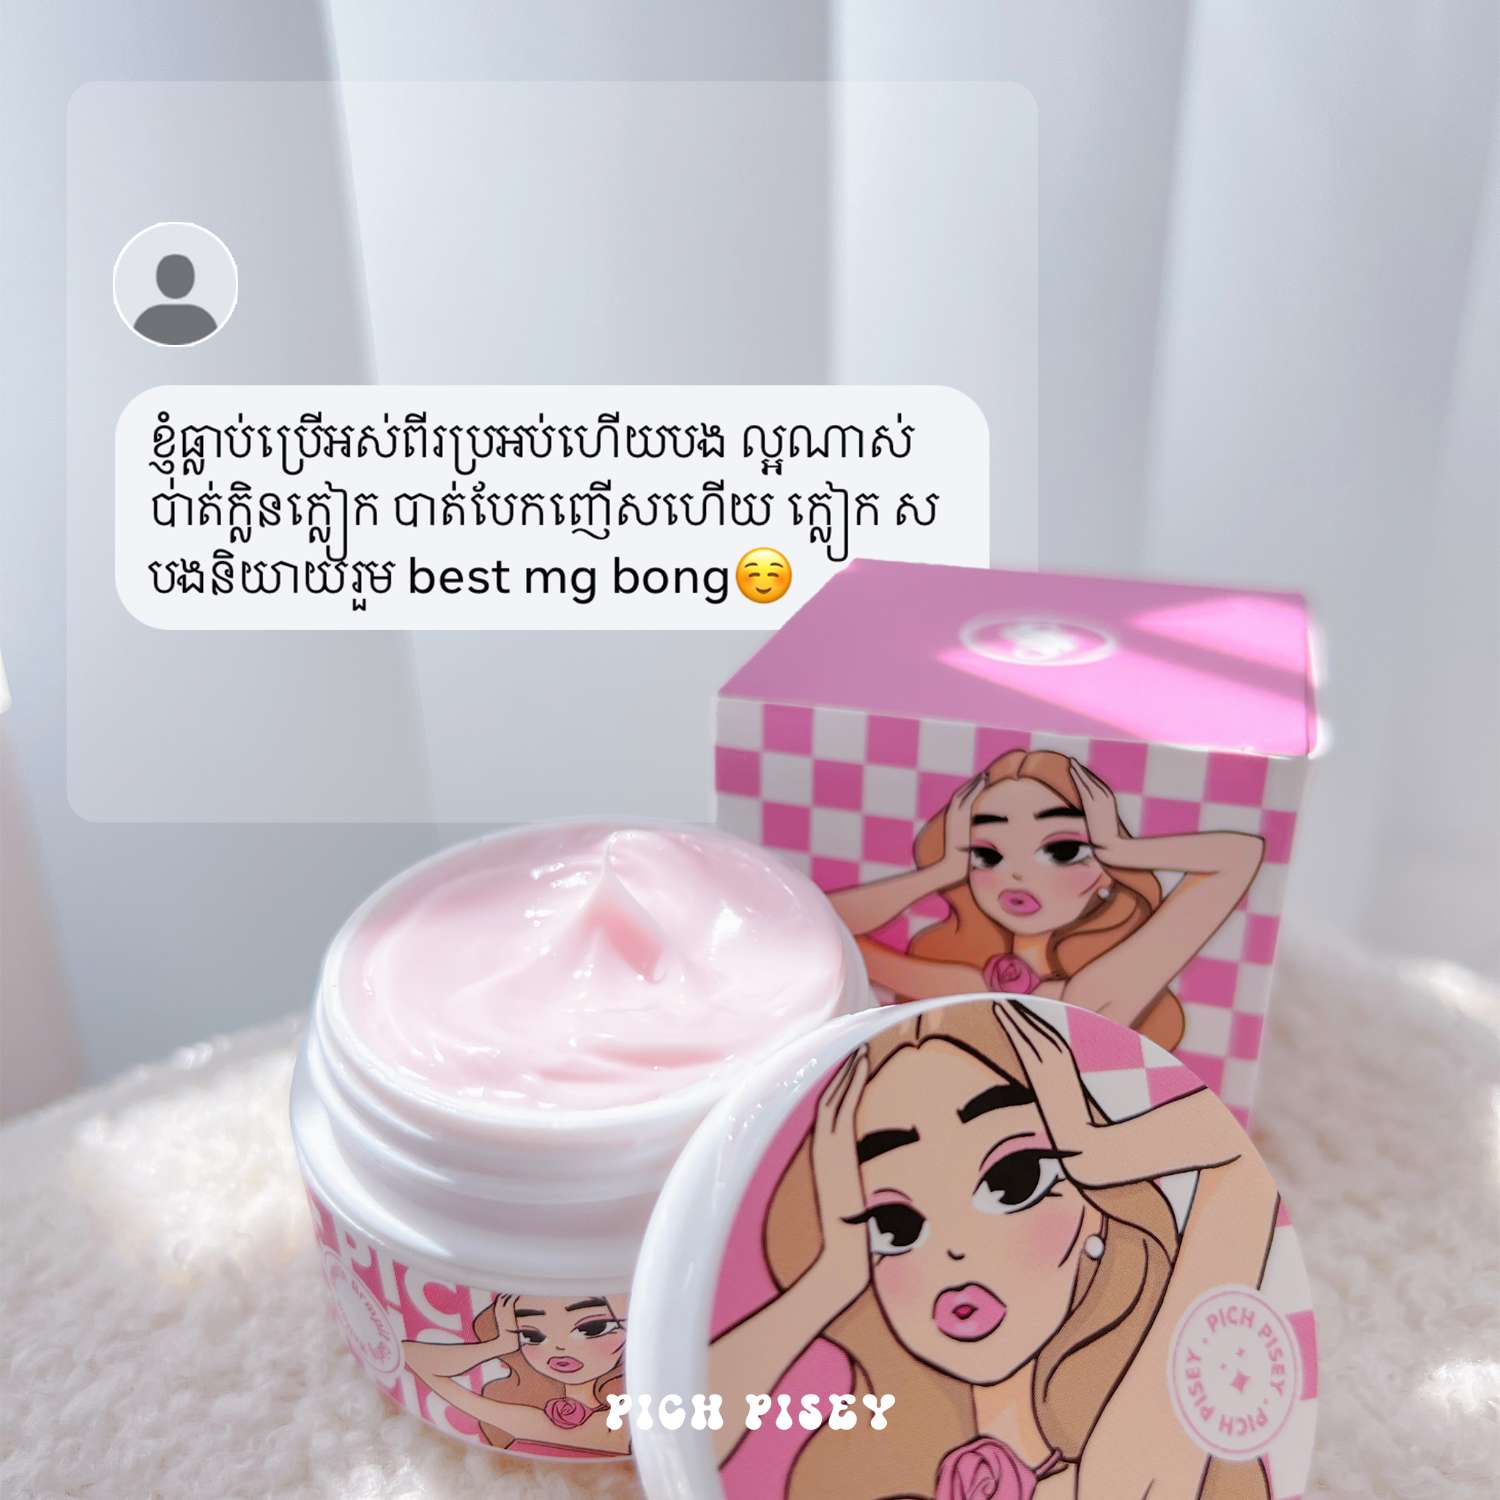 ខ្ញុំធ្លាប់ប្រើអស់ពីរប្រអប់ហើយបង ល្អណាស់
បាត់ក្លិនក្លៀក បាត់បែកញើសហើយ ក្លៀក ស
បងនិយាយរួម best mg bong☺️
PICH PISEY
PICH PISEY · PICH PISEY ·